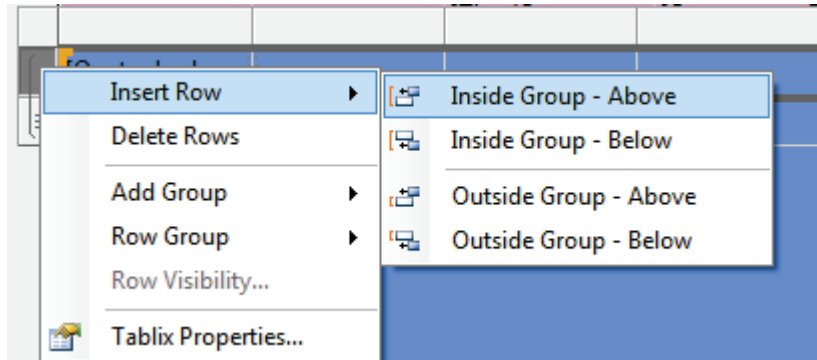 Insert Row
Delete Rows
Add Group
Row Group
Row Visibility...
Tablix Properties...
Inside Group - Above
Inside Group - Below
Outside Group - Above
Outside Group - Below